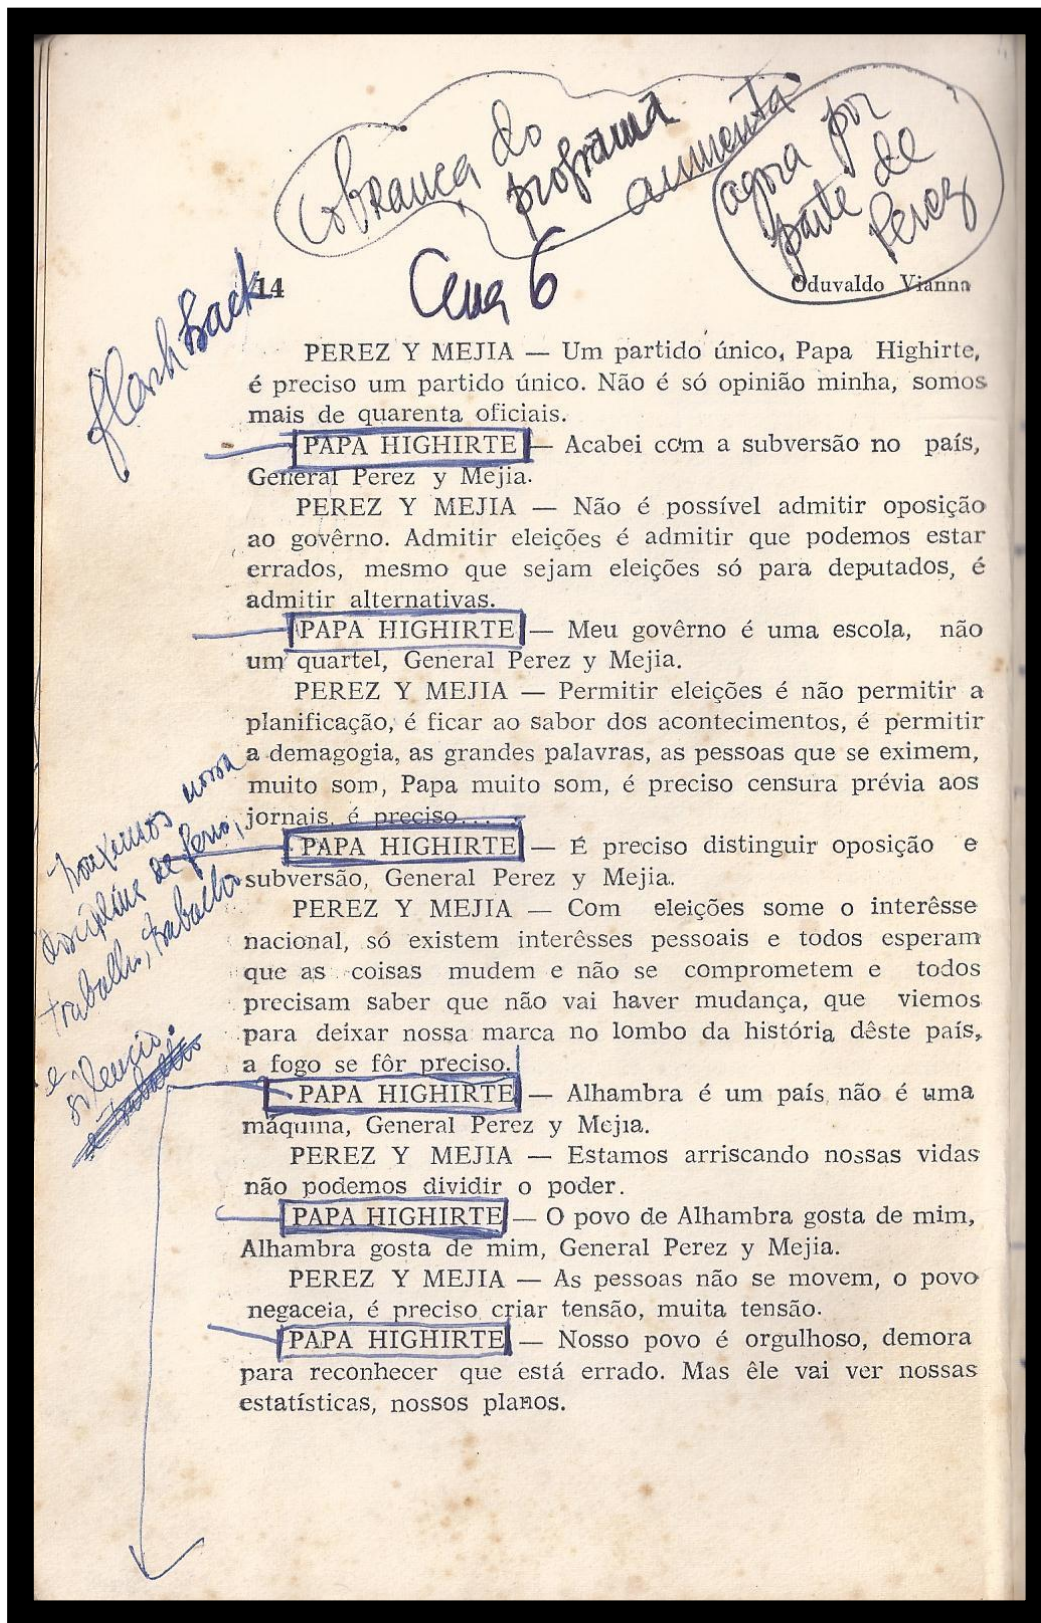 cobrança do
programa
aumenta
agora por
parte de
Perez
flash back
14
Cena 6
Oduvaldo Vianna
PEREZ Y MEJIA — Um partido único, Papa Highirte,
é preciso um partido único. Não é só opinião minha, somos
mais de quarenta oficiais.
PAPA HIGHIRTE — Acabei com a subversão no país,
General Perez y Mejia.
PEREZ Y MEJIA — Não é possível admitir oposição
ao govêrno. Admitir eleições é admitir que podemos estar
errados, mesmo que sejam eleições só para deputados, é
admitir alternativas.
PAPA HIGHIRTE — Meu govêrno é uma escola, não
um quartel, General Perez y Mejia.
PEREZ Y MEJIA — Permitir eleições é não permitir a
planificação, é ficar ao sabor dos acontecimentos, é permitir
a demagogia, as grandes palavras, as pessoas que se eximem,
muito som, Papa muito som, é preciso censura prévia aos
jornais, é preciso....
PAPA HIGHIRTE — É preciso distinguir oposição e
subversão, General Perez y Mejia.
PEREZ Y MEJIA — Com eleições some o interêsse
nacional, só existem interêsses pessoais e todos esperam
que as coisas mudem e não se comprometem e todos
precisam saber que não vai haver mudança, que viemos
para deixar nossa marca no lombo da história dêste país,
a fogo se fôr preciso.
PAPA HIGHIRTE — Alhambra é um país não é uma
máquina, General Perez y Mejia.
PEREZ Y MEJIA — Estamos arriscando nossas vidas
não podemos dividir o poder.
PAPA HIGHIRTE — O povo de Alhambra gosta de mim,
Alhambra gosta de mim, General Perez y Mejia.
PEREZ Y MEJIA — As pessoas não se movem, o povo
negaceia, é preciso criar tensão, muita tensão.
PAPA HIGHIRTE — Nosso povo é orgulhoso, demora
para reconhecer que está errado. Mas êle vai ver nossas
estatísticas, nossos planos.
trouxemos nossa
disciplina de ferro,
trabalho, trabalho
e silencio.